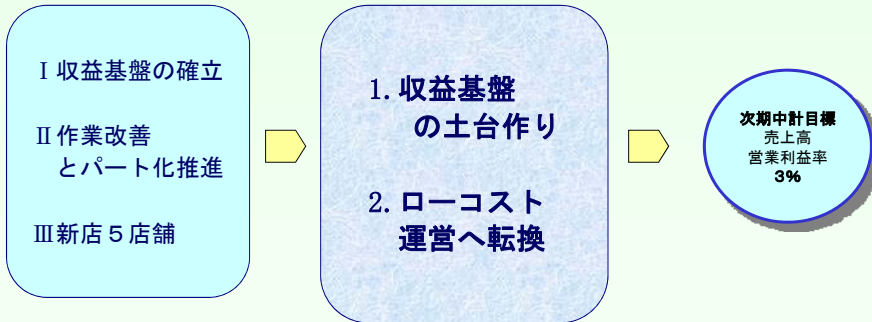 Ⅰ収益基盤の確立
Ⅱ作業改善
とパート化推進
Ⅲ新店５店舗
1.収益基盤
の土台作り
2.ローコスト
運営へ転換
次期中計目標
売上高
営業利益率
3%